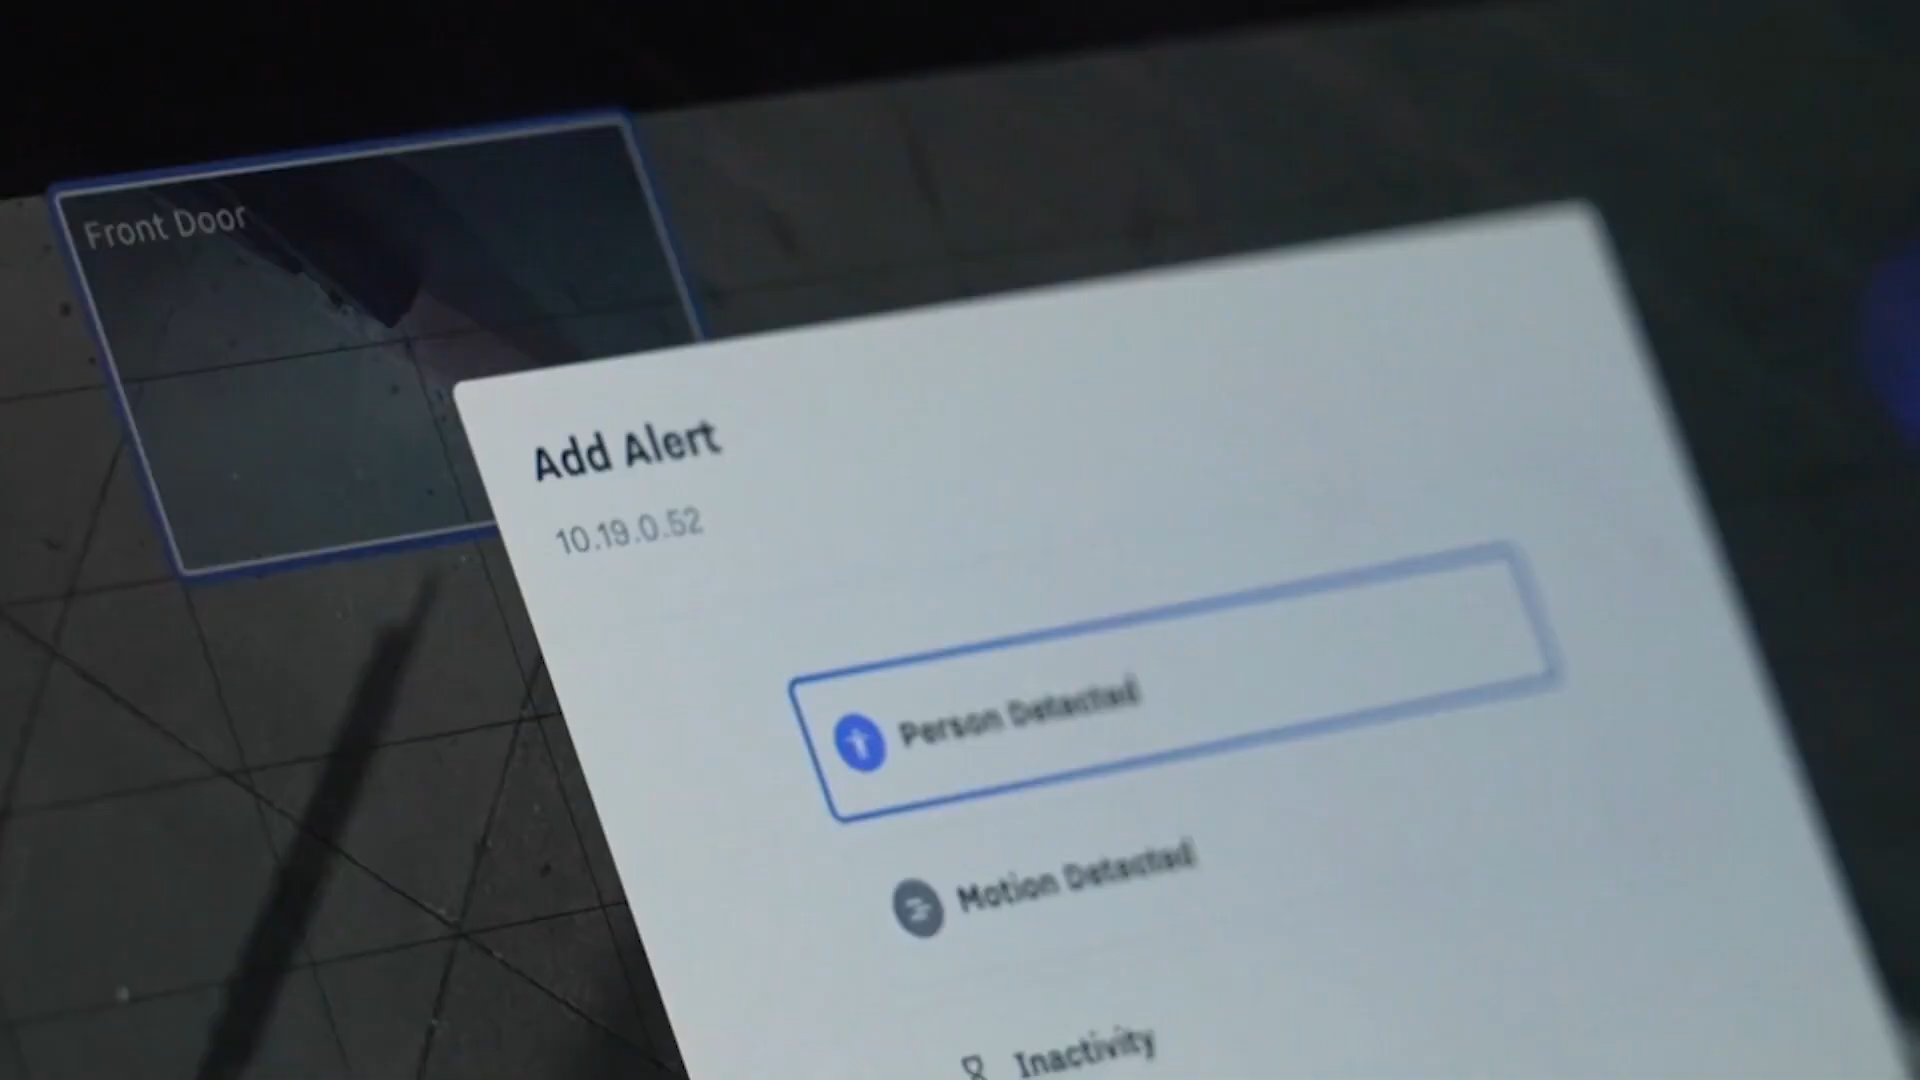 Front Door
Add Alert
10.19.0.52
Person Detected
Motion Detected
Inactivity